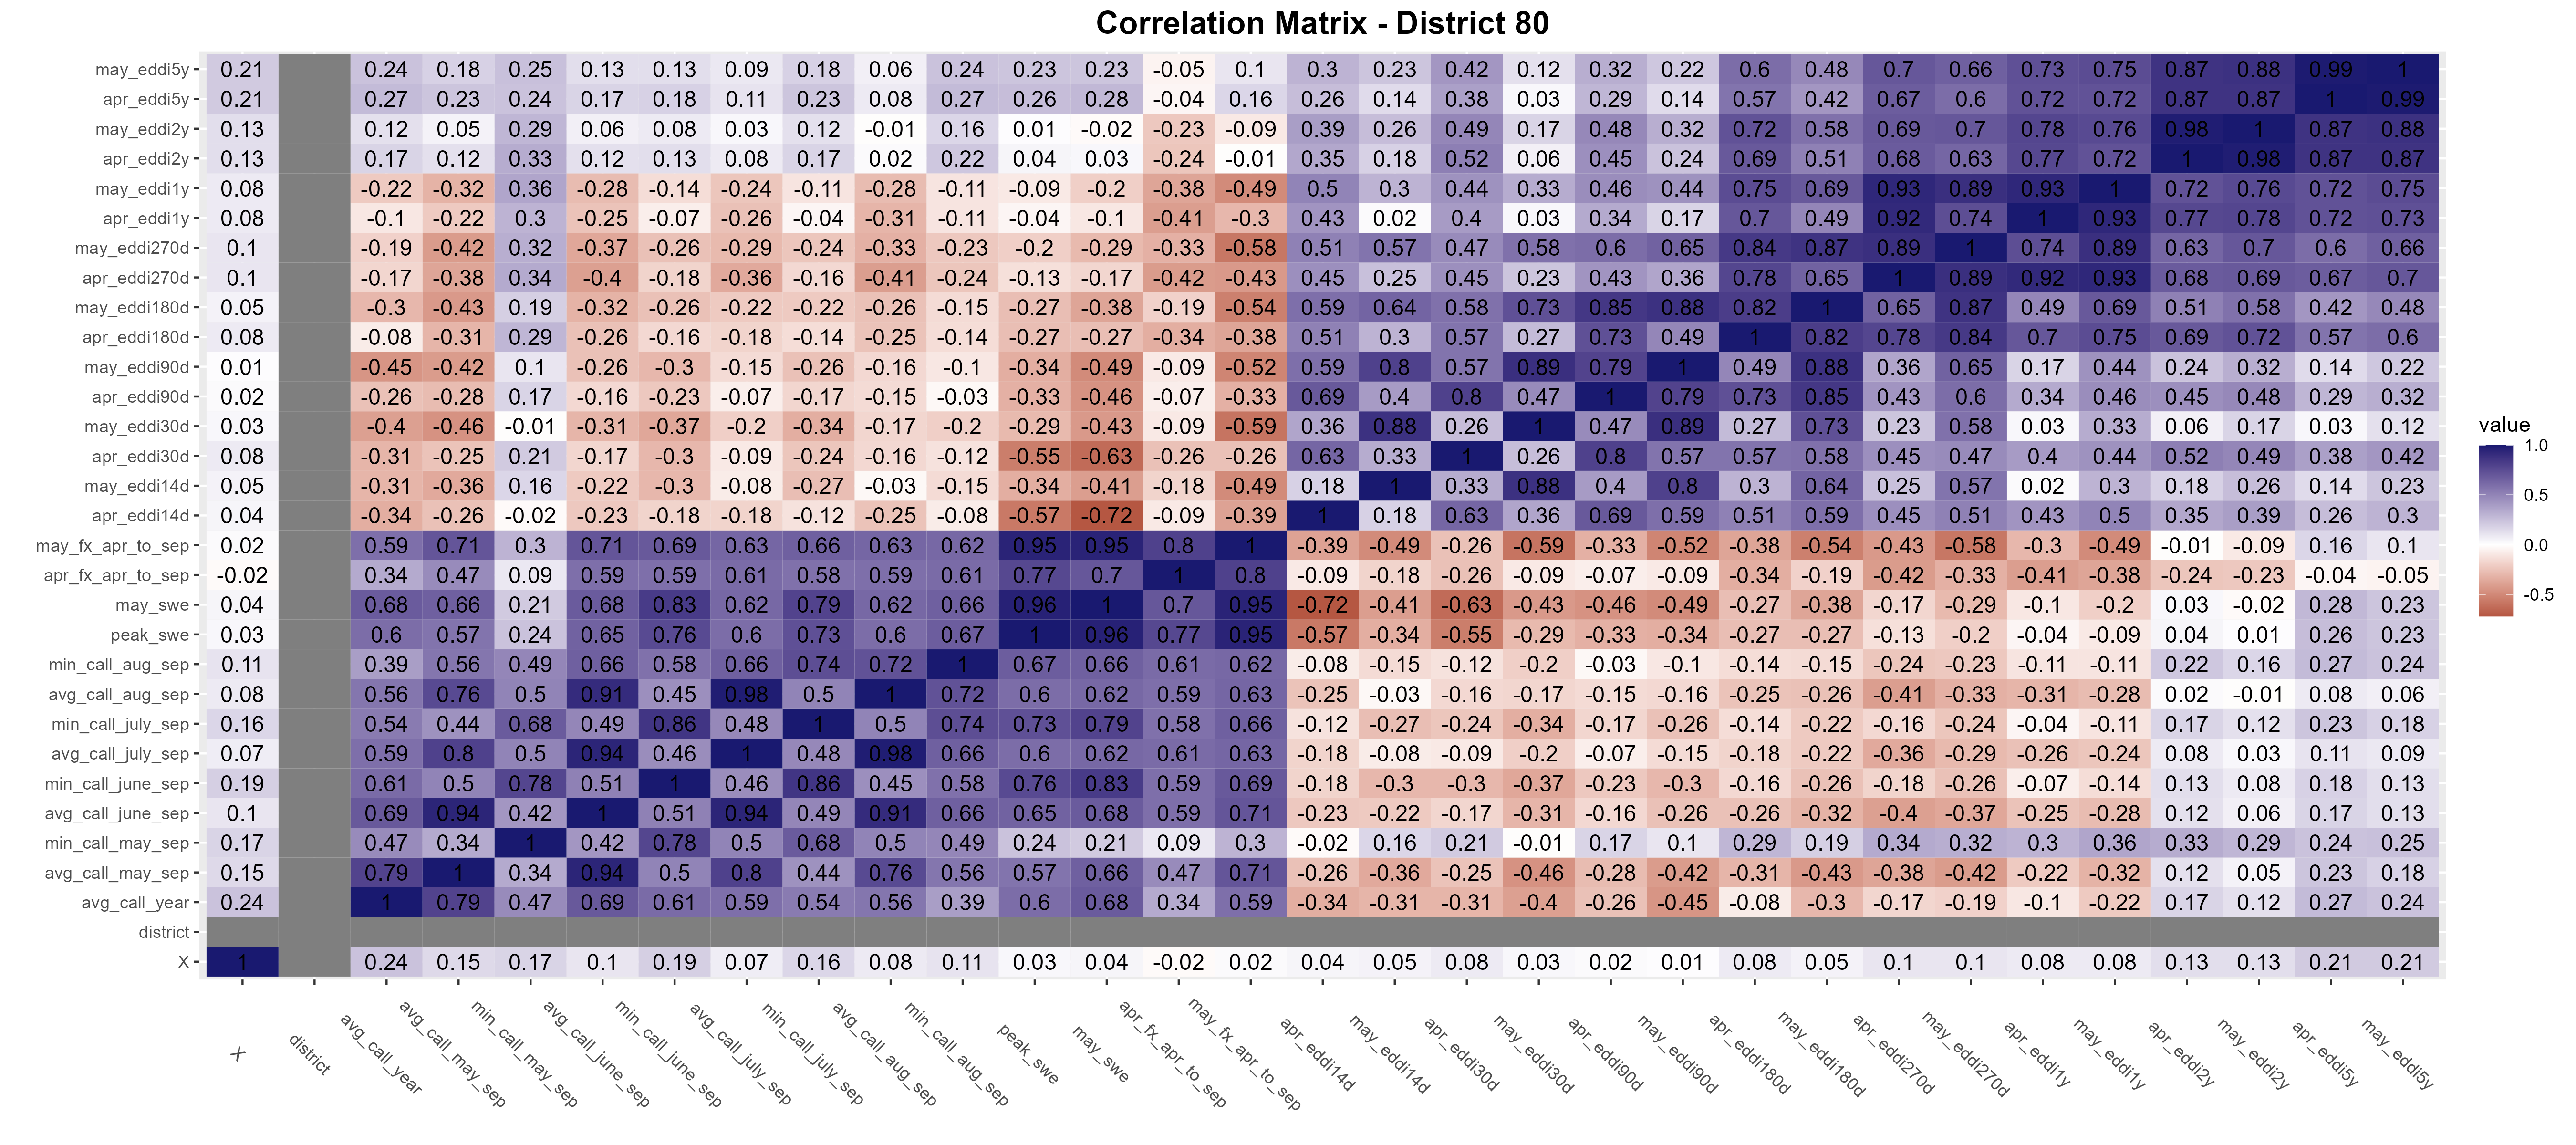 Correlation Matrix - District 80
may_eddi5y 0.21 0.24 0.18 0.25 0.13 0.13 0.09 0.18 0.06 0.24 0.23 0.23 -0.05 0.1 0.3 0.23 0.42 0.12 0.32 0.22 0.6 0.48 0.7 0.66 0.73 0.75 0.87 0.88 0.99 1
apr_eddi5y 0.21 0.27 0.23 0.24 0.17 0.18 0.11 0.23 0.08 0.27 0.26 0.28 -0.04 0.16 0.26 0.14 0.38 0.03 0.29 0.14 0.57 0.42 0.67 0.6 0.72 0.72 0.87 0.87 1 0.99
may_eddi2y 0.13 0.12 0.05 0.29 0.06 0.08 0.03 0.12 -0.01 0.16 0.01 -0.02 -0.23 -0.09 0.39 0.26 0.49 0.17 0.48 0.32 0.72 0.58 0.69 0.7 0.78 0.76 0.98 1 0.87 0.88
apr_eddi2y 0.13 0.17 0.12 0.33 0.12 0.13 0.08 0.17 0.02 0.22 0.04 0.03 -0.24 -0.01 0.35 0.18 0.52 0.06 0.45 0.24 0.69 0.51 0.68 0.63 0.77 0.72 1 0.98 0.87 0.87
may_eddi1y 0.08 -0.22 -0.32 0.36 -0.28 -0.14 -0.24 -0.11 -0.28 -0.11 -0.09 -0.2 -0.38 -0.49 0.5 0.3 0.44 0.33 0.46 0.44 0.75 0.69 0.93 0.89 0.93 1 0.72 0.76 0.72 0.75
apr_eddi1y 0.08 -0.1 -0.22 0.3 -0.25 -0.07 -0.26 -0.04 -0.31 -0.11 -0.04 -0.1 -0.41 -0.3 0.43 0.02 0.4 0.03 0.34 0.17 0.7 0.49 0.92 0.74 1 0.93 0.77 0.78 0.72 0.73
may_eddi270d 0.1 -0.19 -0.42 0.32 -0.37 -0.26 -0.29 -0.24 -0.33 -0.23 -0.2 -0.29 -0.33 -0.58 0.51 0.57 0.47 0.58 0.6 0.65 0.84 0.87 0.89 1 0.74 0.89 0.63 0.7 0.6 0.66
apr_eddi270d 0.1 -0.17 -0.38 0.34 -0.4 -0.18 -0.36 -0.16 -0.41 -0.24 -0.13 -0.17 -0.42 -0.43 0.45 0.25 0.45 0.23 0.43 0.36 0.78 0.65 1 0.89 0.92 0.93 0.68 0.69 0.67 0.7
may_eddi180d 0.05 -0.3 -0.43 0.19 -0.32 -0.26 -0.22 -0.22 -0.26 -0.15 -0.27 -0.38 -0.19 -0.54 0.59 0.64 0.58 0.73 0.85 0.88 0.82 1 0.65 0.87 0.49 0.69 0.51 0.58 0.42 0.48
apr_eddi180d 0.08 -0.08 -0.31 0.29 -0.26 -0.16 -0.18 -0.14 -0.25 -0.14 -0.27 -0.27 -0.34 -0.38 0.51 0.3 0.57 0.27 0.73 0.49 1 0.82 0.78 0.84 0.7 0.75 0.69 0.72 0.57 0.6
may_eddi90d 0.01 -0.45 -0.42 0.1 -0.26 -0.3 -0.15 -0.26 -0.16 -0.1 -0.34 -0.49 -0.09 -0.52 0.59 0.8 0.57 0.89 0.79 1 0.49 0.88 0.36 0.65 0.17 0.44 0.24 0.32 0.14 0.22
apr_eddi90d 0.02 -0.26 -0.28 0.17 -0.16 -0.23 -0.07 -0.17 -0.15 -0.03 -0.33 -0.46 -0.07 -0.33 0.69 0.4 0.8 0.47 1 0.79 0.73 0.85 0.43 0.6 0.34 0.46 0.45 0.48 0.29 0.32
may_eddi30d 0.03 -0.4 -0.46 -0.01 -0.31 -0.37 -0.2 -0.34 -0.17 -0.2 -0.29 -0.43 -0.09 -0.59 0.36 0.88 0.26 1 0.47 0.89 0.27 0.73 0.23 0.58 0.03 0.33 0.06 0.17 0.03 0.12
apr_eddi30d 0.08 -0.31 -0.25 0.21 -0.17 -0.3 -0.09 -0.24 -0.16 -0.12 -0.55 -0.63 -0.26 -0.26 0.63 0.33 1 0.26 0.8 0.57 0.57 0.58 0.45 0.47 0.4 0.44 0.52 0.49 0.38 0.42
may_eddi14d 0.05 -0.31 -0.36 0.16 -0.22 -0.3 -0.08 -0.27 -0.03 -0.15 -0.34 -0.41 -0.18 -0.49 0.18 1 0.33 0.88 0.4 0.8 0.3 0.64 0.25 0.57 0.02 0.3 0.18 0.26 0.14 0.23
apr_eddi14d 0.04 -0.34 -0.26 -0.02 -0.23 -0.18 -0.18 -0.12 -0.25 -0.08 -0.57 -0.72 -0.09 -0.39 1 0.18 0.63 0.36 0.69 0.59 0.51 0.59 0.45 0.51 0.43 0.5 0.35 0.39 0.26 0.3
may_fx_apr_to_sep 0.02 0.59 0.71 0.3 0.71 0.69 0.63 0.66 0.63 0.62 0.95 0.95 0.8 1 -0.39 -0.49 -0.26 -0.59 -0.33 -0.52 -0.38 -0.54 -0.43 -0.58 -0.3 -0.49 -0.01 -0.09 0.16 0.1
apr_fx_apr_to_sep -0.02 0.34 0.47 0.09 0.59 0.59 0.61 0.58 0.59 0.61 0.77 0.7 1 0.8 -0.09 -0.18 -0.26 -0.09 -0.07 -0.09 -0.34 -0.19 -0.42 -0.33 -0.41 -0.38 -0.24 -0.23 -0.04 -0.05
may_swe 0.04 0.68 0.66 0.21 0.68 0.83 0.62 0.79 0.62 0.66 0.96 1 0.7 0.95 -0.72 -0.41 -0.63 -0.43 -0.46 -0.49 -0.27 -0.38 -0.17 -0.29 -0.1 -0.2 0.03 -0.02 0.28 0.23
peak_swe 0.03 0.6 0.57 0.24 0.65 0.76 0.6 0.73 0.6 0.67 1 0.96 0.77 0.95 -0.57 -0.34 -0.55 -0.29 -0.33 -0.34 -0.27 -0.27 -0.13 -0.2 -0.04 -0.09 0.04 0.01 0.26 0.23
min_call_aug_sep 0.11 0.39 0.56 0.49 0.66 0.58 0.66 0.74 0.72 1 0.67 0.66 0.61 0.62 -0.08 -0.15 -0.12 -0.2 -0.03 -0.1 -0.14 -0.15 -0.24 -0.23 -0.11 -0.11 0.22 0.16 0.27 0.24
avg_call_aug_sep 0.08 0.56 0.76 0.5 0.91 0.45 0.98 0.5 1 0.72 0.6 0.62 0.59 0.63 -0.25 -0.03 -0.16 -0.17 -0.15 -0.16 -0.25 -0.26 -0.41 -0.33 -0.31 -0.28 0.02 -0.01 0.08 0.06
min_call_july_sep 0.16 0.54 0.44 0.68 0.49 0.86 0.48 1 0.5 0.74 0.73 0.79 0.58 0.66 -0.12 -0.27 -0.24 -0.34 -0.17 -0.26 -0.14 -0.22 -0.16 -0.24 -0.04 -0.11 0.17 0.12 0.23 0.18
avg_call_july_sep 0.07 0.59 0.8 0.5 0.94 0.46 1 0.48 0.98 0.66 0.6 0.62 0.61 0.63 -0.18 -0.08 -0.09 -0.2 -0.07 -0.15 -0.18 -0.22 -0.36 -0.29 -0.26 -0.24 0.08 0.03 0.11 0.09
min_call_june_sep 0.19 0.61 0.5 0.78 0.51 1 0.46 0.86 0.45 0.58 0.76 0.83 0.59 0.69 -0.18 -0.3 -0.3 -0.37 -0.23 -0.3 -0.16 -0.26 -0.18 -0.26 -0.07 -0.14 0.13 0.08 0.18 0.13
avg_call_june_sep 0.1 0.69 0.94 0.42 1 0.51 0.94 0.49 0.91 0.66 0.65 0.68 0.59 0.71 -0.23 -0.22 -0.17 -0.31 -0.16 -0.26 -0.26 -0.32 -0.4 -0.37 -0.25 -0.28 0.12 0.06 0.17 0.13
min_call_may_sep 0.17 0.47 0.34 1 0.42 0.78 0.5 0.68 0.5 0.49 0.24 0.21 0.09 0.3 -0.02 0.16 0.21 -0.01 0.17 0.1 0.29 0.19 0.34 0.32 0.3 0.36 0.33 0.29 0.24 0.25
avg_call_may_sep 0.15 0.79 1 0.34 0.94 0.5 0.8 0.44 0.76 0.56 0.57 0.66 0.47 0.71 -0.26 -0.36 -0.25 -0.46 -0.28 -0.42 -0.31 -0.43 -0.38 -0.42 -0.22 -0.32 0.12 0.05 0.23 0.18
avg_call_year 0.24 1 0.79 0.47 0.69 0.61 0.59 0.54 0.56 0.39 0.6 0.68 0.34 0.59 -0.34 -0.31 -0.31 -0.4 -0.26 -0.45 -0.08 -0.3 -0.17 -0.19 -0.1 -0.22 0.17 0.12 0.27 0.24
district
X 1 0.24 0.15 0.17 0.1 0.19 0.07 0.16 0.08 0.11 0.03 0.04 -0.02 0.02 0.04 0.05 0.08 0.03 0.02 0.01 0.08 0.05 0.1 0.1 0.08 0.08 0.13 0.13 0.21 0.21
X
district
avg_call_year
avg_call_may_sep
min_call_may_sep
avg_call_june_sep
min_call_june_sep
avg_call_july_sep
min_call_july_sep
avg_call_aug_sep
min_call_aug_sep
peak_swe
may_swe
apr_fx_apr_to_sep
may_fx_apr_to_sep
apr_eddi14d
may_eddi14d
apr_eddi30d
may_eddi30d
apr_eddi90d
may_eddi90d
apr_eddi180d
may_eddi180d
apr_eddi270d
may_eddi270d
apr_eddi1y
may_eddi1y
apr_eddi2y
may_eddi2y
apr_eddi5y
may_eddi5y
value
1.0
0.5
0.0
-0.5